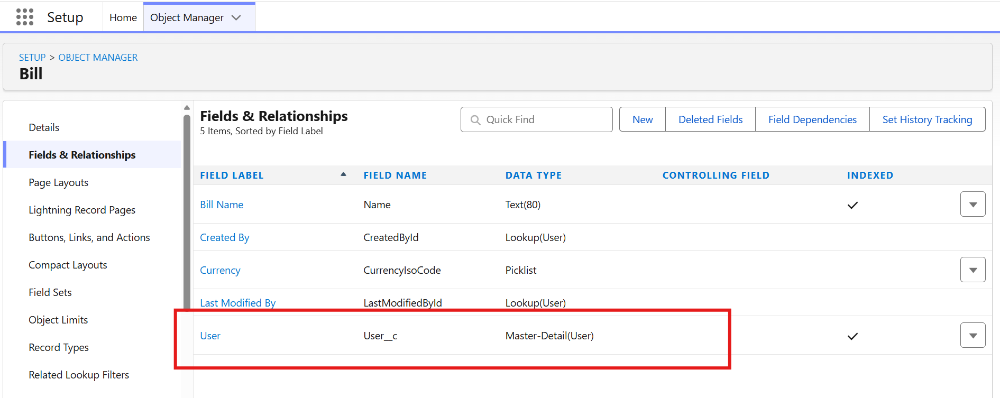 Setup
Home
Object Manager
SETUP > OBJECT MANAGER
Bill
Details
Fields & Relationships
Page Layouts
Lightning Record Pages
Buttons, Links, and Actions
Compact Layouts
Field Sets
Object Limits
Record Types
Related Lookup Filters
Fields & Relationships
5 Items, Sorted by Field Label
Quick Find
New
Deleted Fields
Field Dependencies
Set History Tracking
FIELD LABEL FIELD NAME DATA TYPE CONTROLLING FIELD INDEXED
Bill Name Name Text(80)
Created By CreatedById Lookup(User)
Currency CurrencyIsoCode Picklist
Last Modified By LastModifiedById Lookup(User)
User User__c Master-Detail(User)